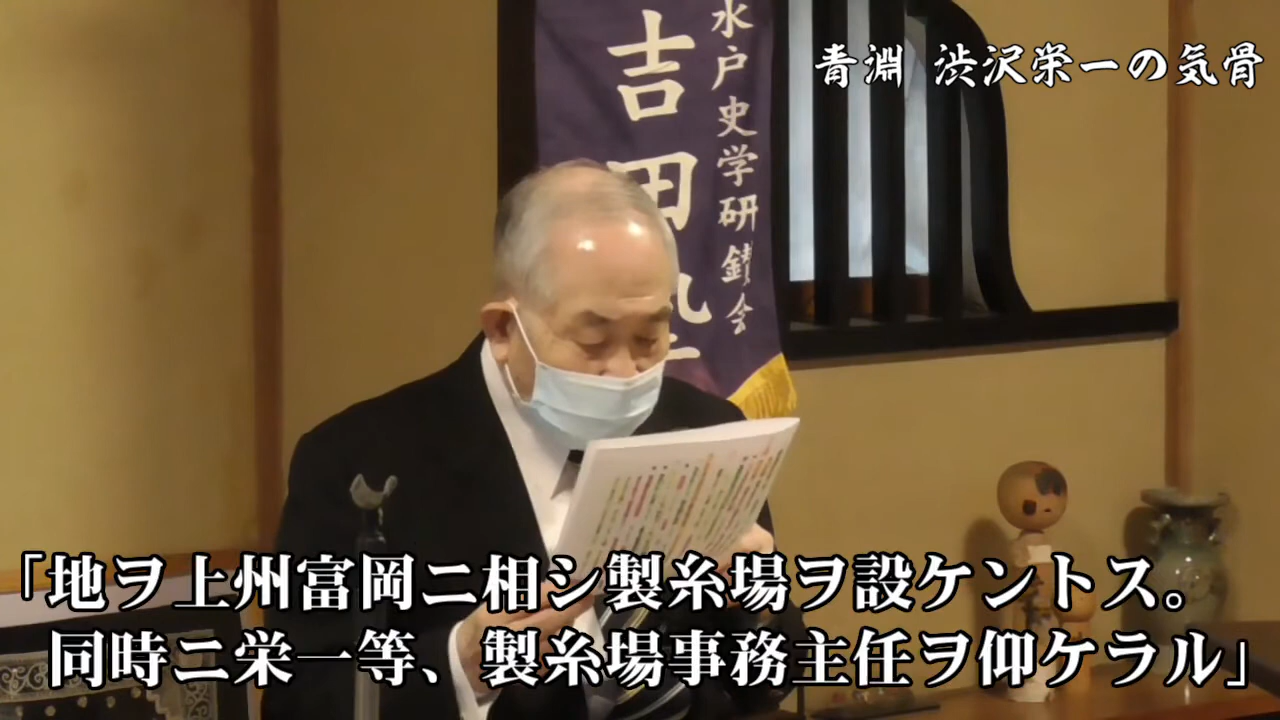 青淵 渋沢栄一の気骨
水戸史学研鑚会
吉田塾
「地ヲ上州富岡ニ相シ製糸場ヲ設ケントス。
同時ニ栄一等、製糸場事務主任ヲ仰ケラル」